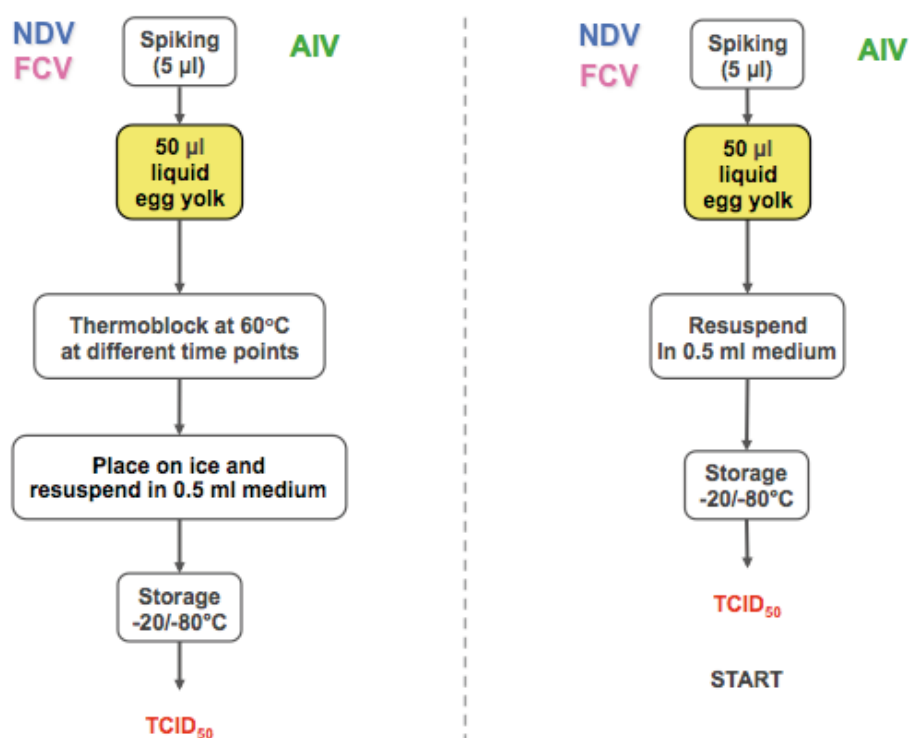 NDV
FCV
Spiking
(5 µl)
AIV
50 µl
liquid
egg yolk
Thermoblock at 60°C
at different time points
Place on ice and
resuspend in 0.5 ml medium
Storage
-20/-80°C
TCID50
NDV
FCV
Spiking
(5 µl)
AIV
50 µl
liquid
egg yolk
Resuspend
In 0.5 ml medium
Storage
-20/-80°C
TCID50
START